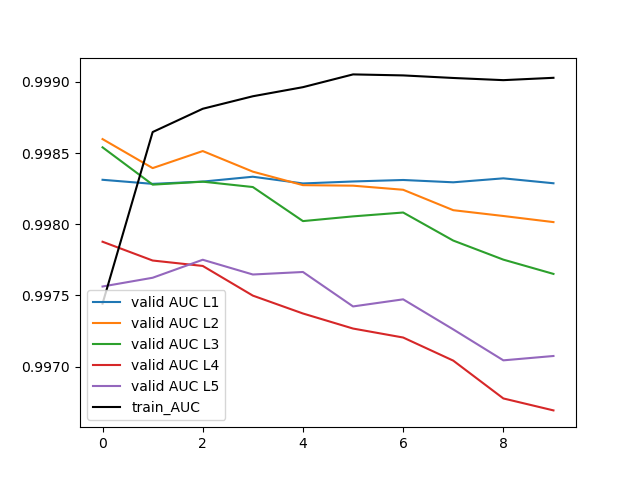 0.9990
0.9985
0.9980
0.9975
0.9970
valid AUC L1
valid AUC L2
valid AUC L3
valid AUC L4
valid AUC L5
train_AUC
0 2 4 6 8